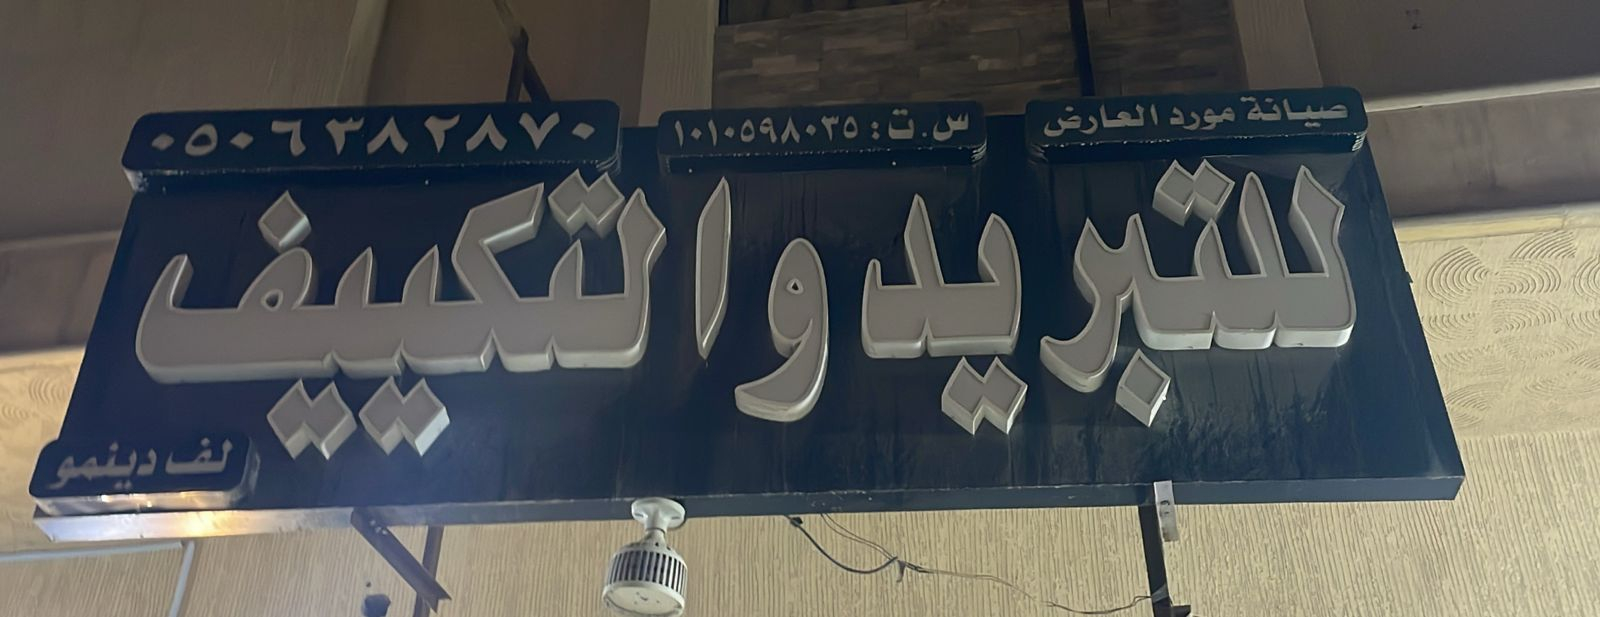 صيانة مورد العارض
س.ت: ١٠١٠٥٩٨٠٣٥
٠٥٠٦٣٨٢٨٧٠
للتبريد والتكييف
لف دينمو